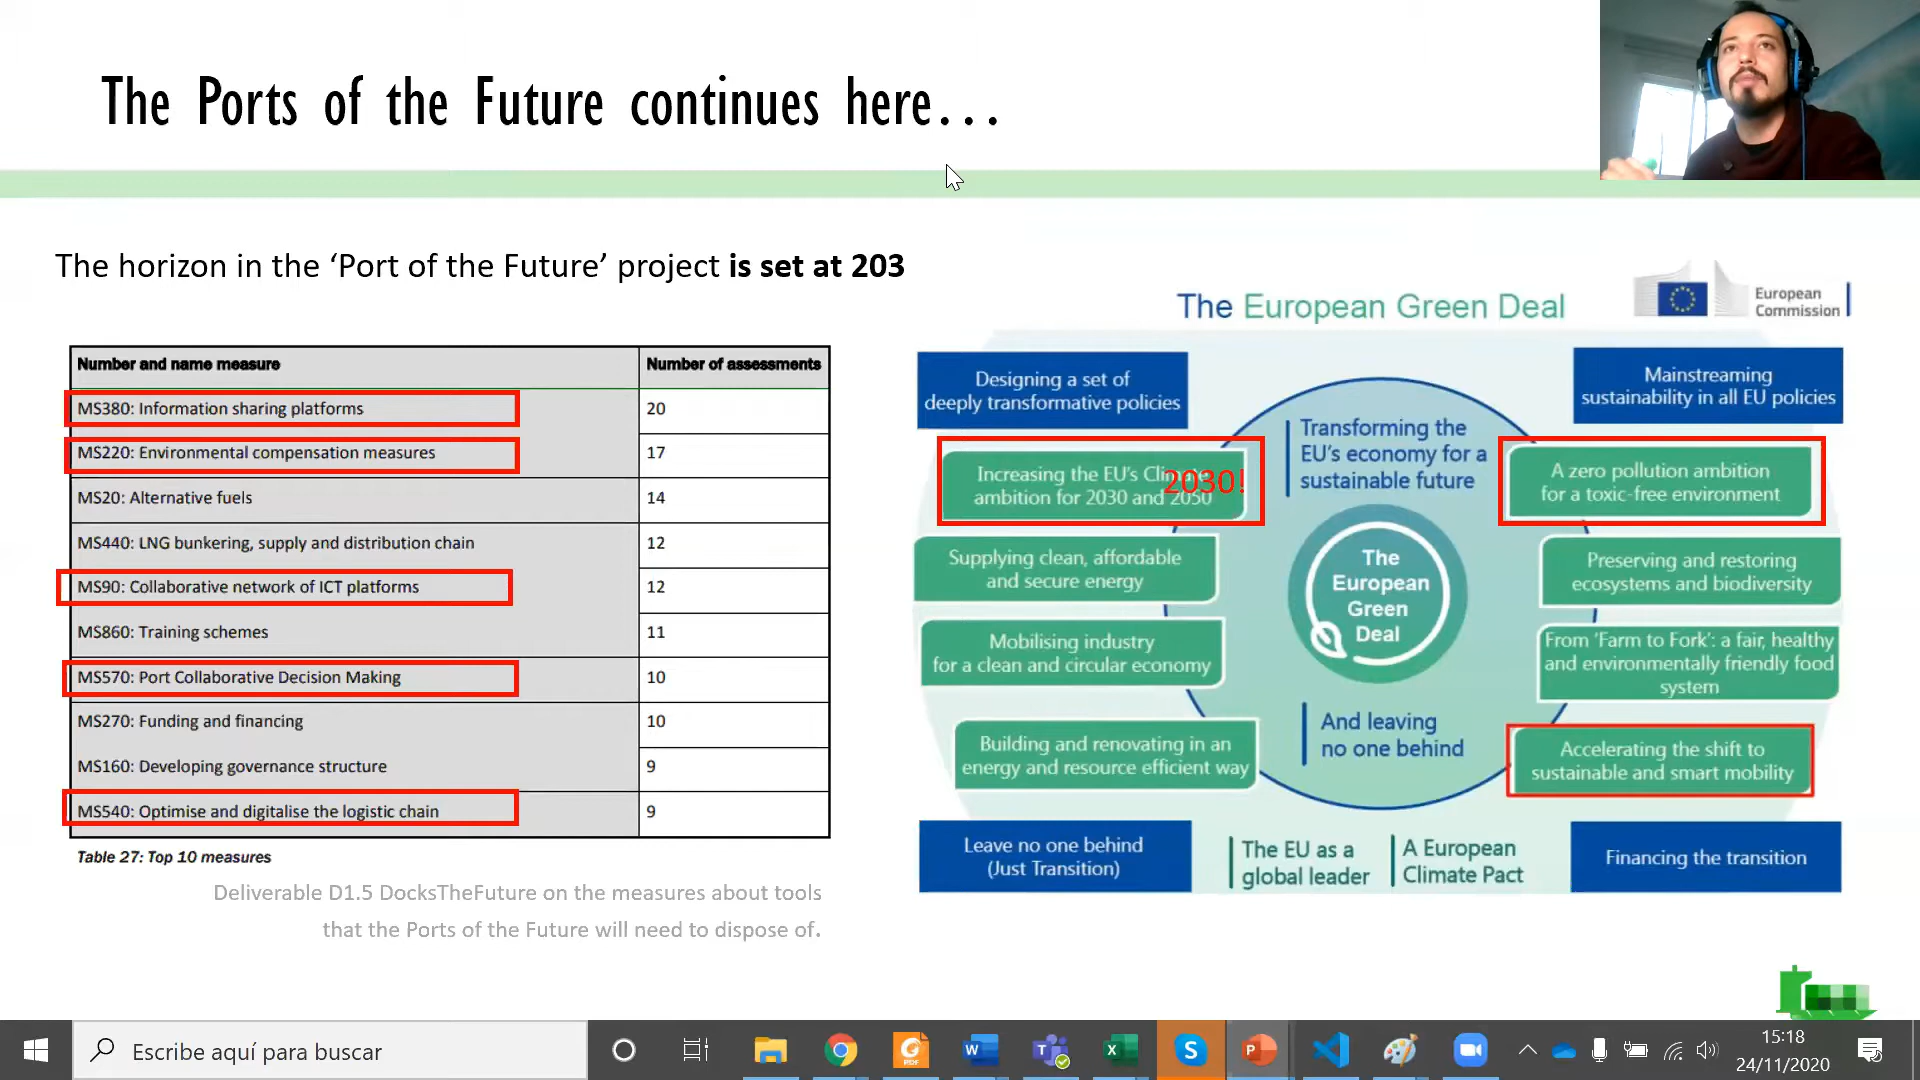 The Ports of the Future continues here...
The horizon in the ‘Port of the Future’ project is set at 203
Number and name measure Number of assessments
MS380: Information sharing platforms 20
MS220: Environmental compensation measures 17
MS20: Alternative fuels 14
MS440: LNG bunkering, supply and distribution chain 12
MS90: Collaborative network of ICT platforms 12
MS860: Training schemes 11
MS570: Port Collaborative Decision Making 10
MS270: Funding and financing 10
MS160: Developing governance structure 9
MS540: Optimise and digitalise the logistic chain 9
Table 27: Top 10 measures
Deliverable D1.5 DocksTheFuture on the measures about tools
that the Ports of the Future will need to dispose of.
The European Green Deal
European
Commission
Designing a set of
deeply transformative policies
Mainstreaming
sustainability in all EU policies
Increasing the EU’s Climate
ambition for 2030 and 2050
2030!
Transforming the
EU’s economy for a
sustainable future
A zero pollution ambition
for a toxic-free environment
Supplying clean, affordable
and secure energy
The
European
Green
Deal
Preserving and restoring
ecosystems and biodiversity
Mobilising industry
for a clean and circular economy
From ‘Farm to Fork’: a fair, healthy
and environmentally friendly food
system
Building and renovating in an
energy and resource efficient way
And leaving
no one behind
Accelerating the shift to
sustainable and smart mobility
Leave no one behind
(Just Transition)
The EU as a
global leader
A European
Climate Pact
Financing the transition
Escribe aquí para buscar
15:18
24/11/2020